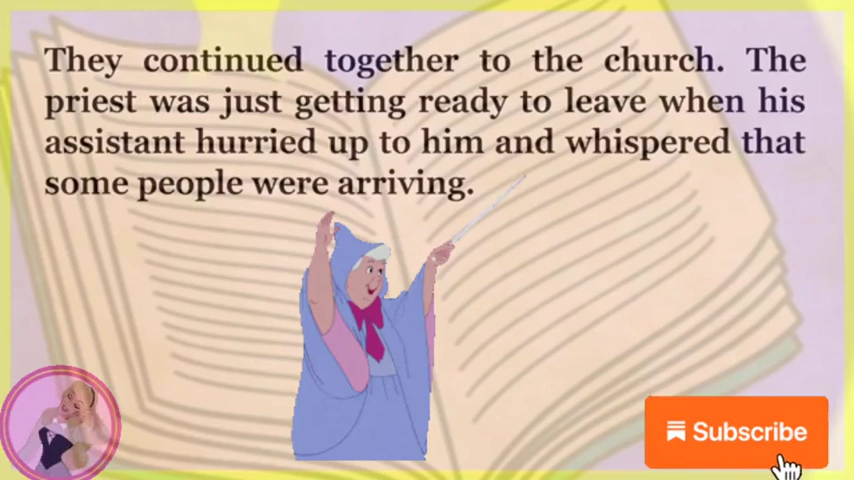 They continued together to the church. The
priest was just getting ready to leave when his
assistant hurried up to him and whispered that
some people were arriving.
Subscribe